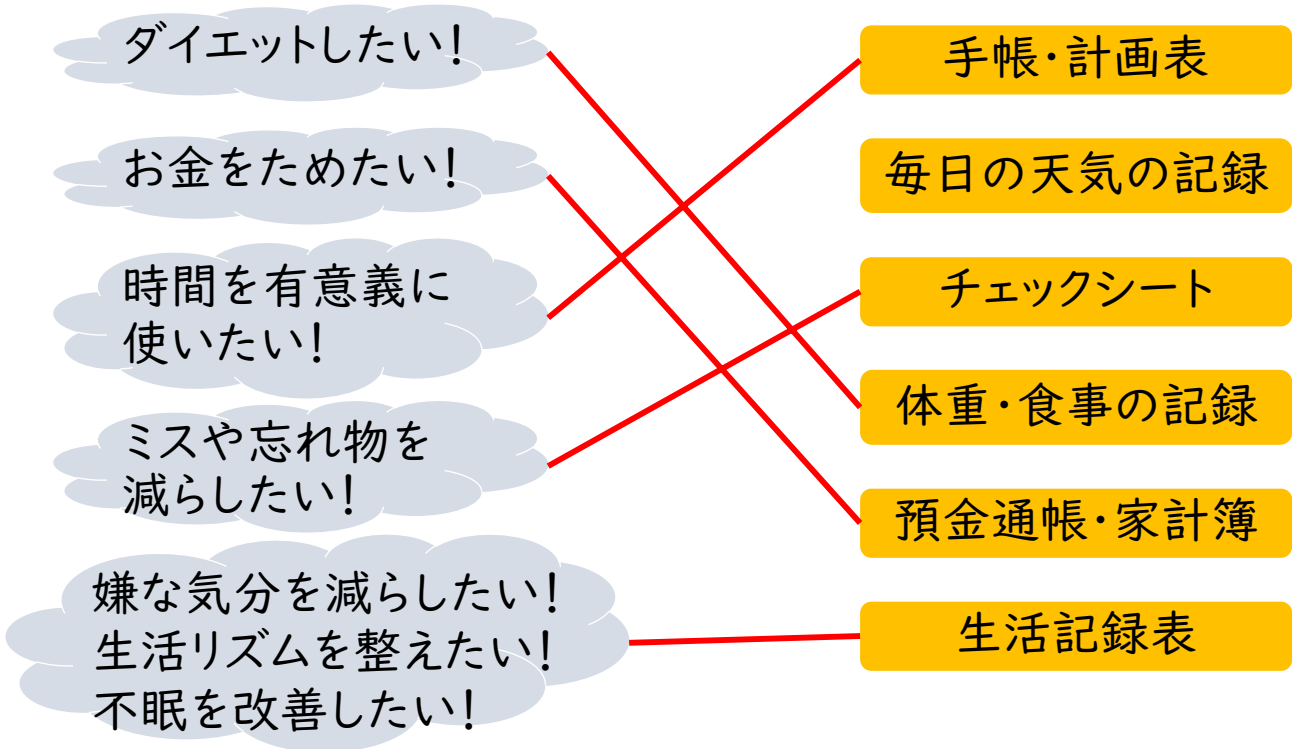 ダイエットしたい！
お金をためたい！
時間を有意義に
使いたい！
ミスや忘れ物を
減らしたい！
嫌な気分を減らしたい！
生活リズムを整えたい！
不眠を改善したい！
手帳・計画表
毎日の天気の記録
チェックシート
体重・食事の記録
預金通帳・家計簿
生活記録表